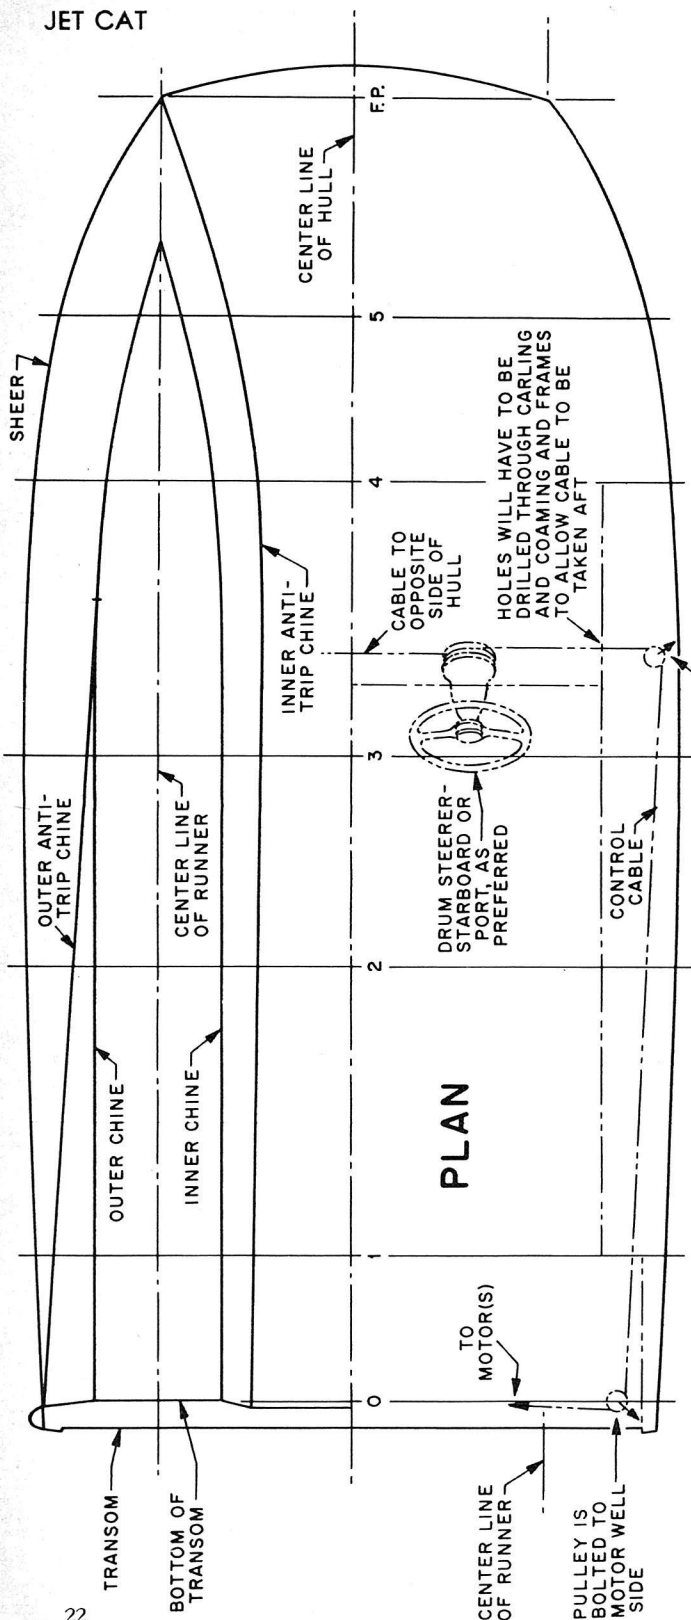 JET CAT
SHEER
F.P.
CENTER LINE
OF HULL
5
4
HOLES WILL HAVE TO BE
DRILLED THROUGH CARLING
AND COAMING AND FRAMES
TO ALLOW CABLE TO BE
TAKEN AFT
INNER ANTI-
TRIP CHINE
CABLE TO
OPPOSITE
SIDE OF
HULL
3
OUTER ANTI-
TRIP CHINE
CENTER LINE
OF RUNNER
DRUM STEERER-
STARBOARD OR
PORT, AS
PREFERRED
CONTROL
CABLE
2
OUTER CHINE
INNER CHINE
PLAN
1
TO
MOTOR(S)
0
TRANSOM
BOTTOM OF
TRANSOM
CENTER LINE
OF RUNNER
PULLEY IS
BOLTED TO
MOTOR WELL
SIDE
22